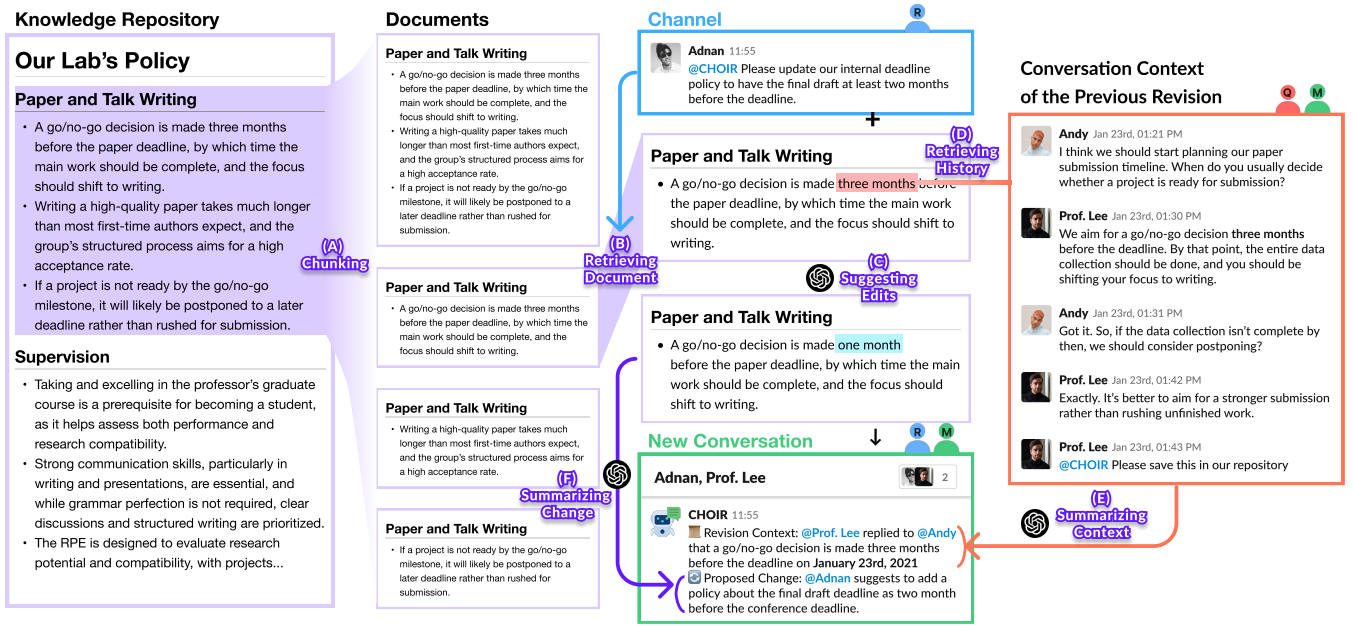 Knowledge Repository
Our Lab's Policy
Paper and Talk Writing
• A go/no-go decision is made three months
before the paper deadline, by which time the
main work should be complete, and the focus
should shift to writing.
• Writing a high-quality paper takes much longer
than most first-time authors expect, and the
group's structured process aims for a high
acceptance rate.
• If a project is not ready by the go/no-go
milestone, it will likely be postponed to a later
deadline rather than rushed for submission.
Supervision
• Taking and excelling in the professor's graduate
course is a prerequisite for becoming a student,
as it helps assess both performance and
research compatibility.
• Strong communication skills, particularly in
writing and presentations, are essential, and
while grammar perfection is not required, clear
discussions and structured writing are prioritized.
• The RPE is designed to evaluate research
potential and compatibility, with projects...
(A)
Chunking
Documents
Paper and Talk Writing
• A go/no-go decision is made three months
before the paper deadline, by which time the
main work should be complete, and the
focus should shift to writing.
• Writing a high-quality paper takes much
longer than most first-time authors expect,
and the group's structured process aims for
a high acceptance rate.
• If a project is not ready by the go/no-go
milestone, it will likely be postponed to a
later deadline rather than rushed for
submission.
Paper and Talk Writing
• A go/no-go decision is made three months
before the paper deadline, by which time the
main work should be complete, and the
focus should shift to writing.
Paper and Talk Writing
• Writing a high-quality paper takes much
longer than most first-time authors expect,
and the group's structured process aims for
a high acceptance rate.
Paper and Talk Writing
• If a project is not ready by the go/no-go
milestone, it will likely be postponed to a
later deadline rather than rushed for
submission.
(B)
Retrieving
Document
(F)
Summarizing
Change
Channel
R
Adnan 11:55
@CHOIR Please update our internal deadline
policy to have the final draft at least two months
before the deadline.
+
Paper and Talk Writing
• A go/no-go decision is made three months before
the paper deadline, by which time the main work
should be complete, and the focus should shift to
writing.
(D)
Retrieving
History
(C)
Suggesting
Edits
Paper and Talk Writing
• A go/no-go decision is made one month
before the paper deadline, by which time the main
work should be complete, and the focus should
shift to writing.
New Conversation
R M
Adnan, Prof. Lee
2
CHOIR 11:55
Revision Context: @Prof. Lee replied to @Andy
that a go/no-go decision is made three months
before the deadline on January 23rd, 2021
Proposed Change: @Adnan suggests to add a
policy about the final draft deadline as two month
before the conference deadline.
Conversation Context
of the Previous Revision
Q M
Andy Jan 23rd, 01:21 PM
I think we should start planning our paper
submission timeline. When do you usually decide
whether a project is ready for submission?
Prof. Lee Jan 23rd, 01:30 PM
We aim for a go/no-go decision three months
before the deadline. By that point, the entire data
collection should be done, and you should be
shifting your focus to writing.
Andy Jan 23rd, 01:31 PM
Got it. So, if the data collection isn't complete by
then, we should consider postponing?
Prof. Lee Jan 23rd, 01:42 PM
Exactly. It's better to aim for a stronger submission
rather than rushing unfinished work.
Prof. Lee Jan 23rd, 01:43 PM
@CHOIR Please save this in our repository
(E)
Summarizing
Context